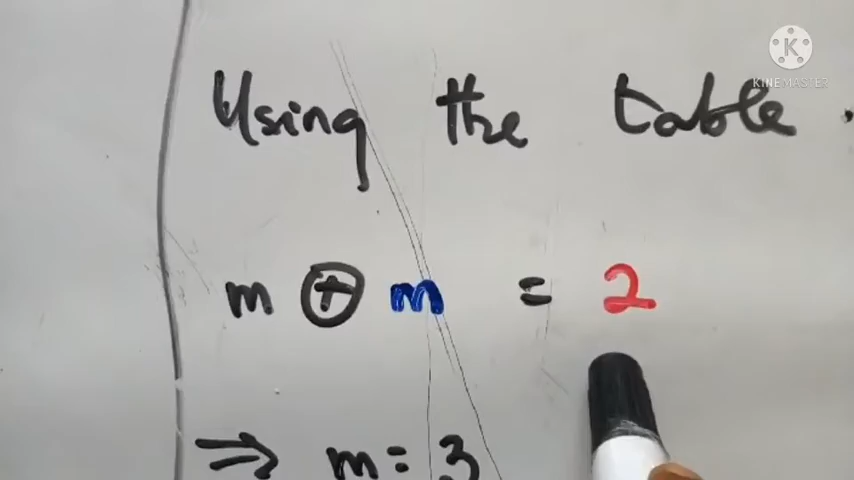 Using the table.
m ⊕ m = 2
⇒ m = 3
K
KINEMASTER